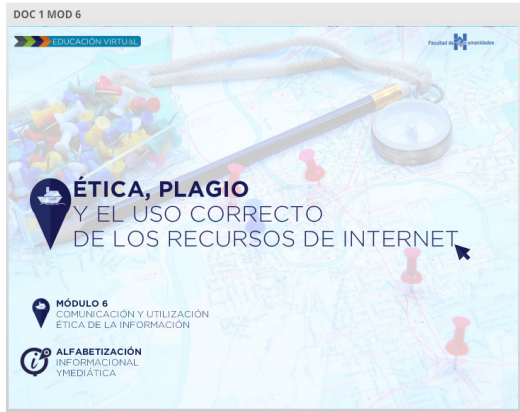 DOC 1 MOD 6
EDUCACIÓN VIRTUAL
Facultad de Humanidades
ÉTICA, PLAGIO
Y EL USO CORRECTO
DE LOS RECURSOS DE INTERNET
MÓDULO 6
COMUNICACIÓN Y UTILIZACIÓN
ÉTICA DE LA INFORMACIÓN
ALFABETIZACIÓN
INFORMACIONAL
YMEDIÁTICA